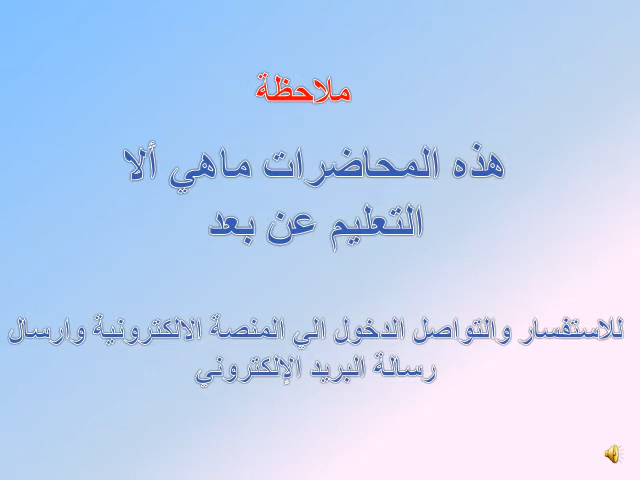 ملاحظة
هذه المحاضرات ماهي ألا
التعليم عن بعد
للاستفسار والتواصل الدخول الي المنصة الالكترونية وارسال
رسالة البريد الإلكتروني